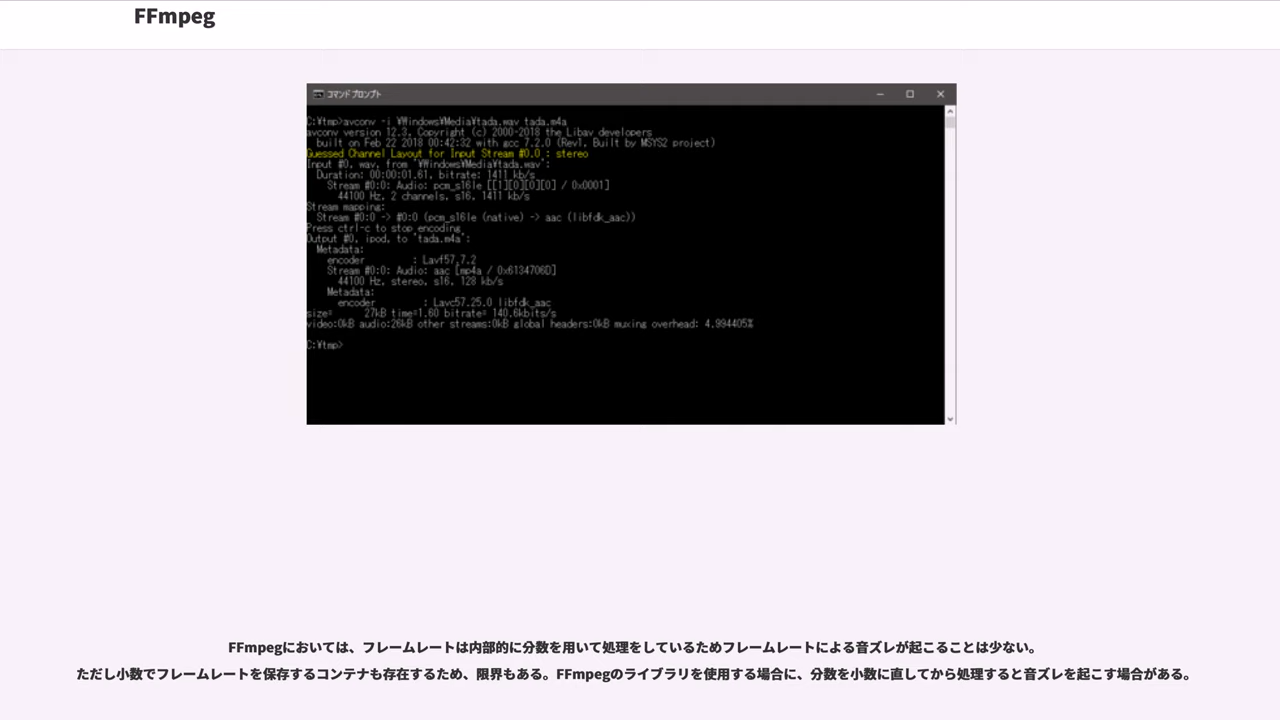 FFmpeg
コマンド プロンプト
C:¥tmp>avconv -i ¥Windows¥Media¥tada.wav tada.m4a
avconv version 12.3, Copyright (c) 2000-2018 the Libav developers
built on Feb 22 2018 00:42:32 with gcc 7.2.0 (Rev1, Built by MSYS2 project)
Guessed Channel Layout for Input Stream #0.0 : stereo
Input #0, wav, from '¥Windows¥Media¥tada.wav':
Duration: 00:00:01.61, bitrate: 1411 kb/s
Stream #0:0: Audio: pcm_s16le [[1][0][0][0] / 0x0001]
44100 Hz, 2 channels, s16, 1411 kb/s
Stream mapping:
Stream #0:0 -> #0:0 (pcm_s16le (native) -> aac (libfdk_aac))
Press ctrl-c to stop encoding
Output #0, ipod, to 'tada.m4a':
Metadata:
encoder : Lavf57.7.2
Stream #0:0: Audio: aac [mp4a / 0x6134706D]
44100 Hz, stereo, s16, 128 kb/s
Metadata:
encoder : Lavc57.25.0 libfdk_aac
size= 27kB time=1.60 bitrate= 140.6kbits/s
video:0kB audio:26kB other streams:0kB global headers:0kB muxing overhead: 4.994405%
C:¥tmp>
FFmpegにおいては、フレームレートは内部的に分数を用いて処理をしているためフレームレートによる音ズレが起こることは少ない。
ただし小数でフレームレートを保存するコンテナも存在するため、限界もある。FFmpegのライブラリを使用する場合に、分数を小数に直してから処理すると音ズレを起こす場合がある。